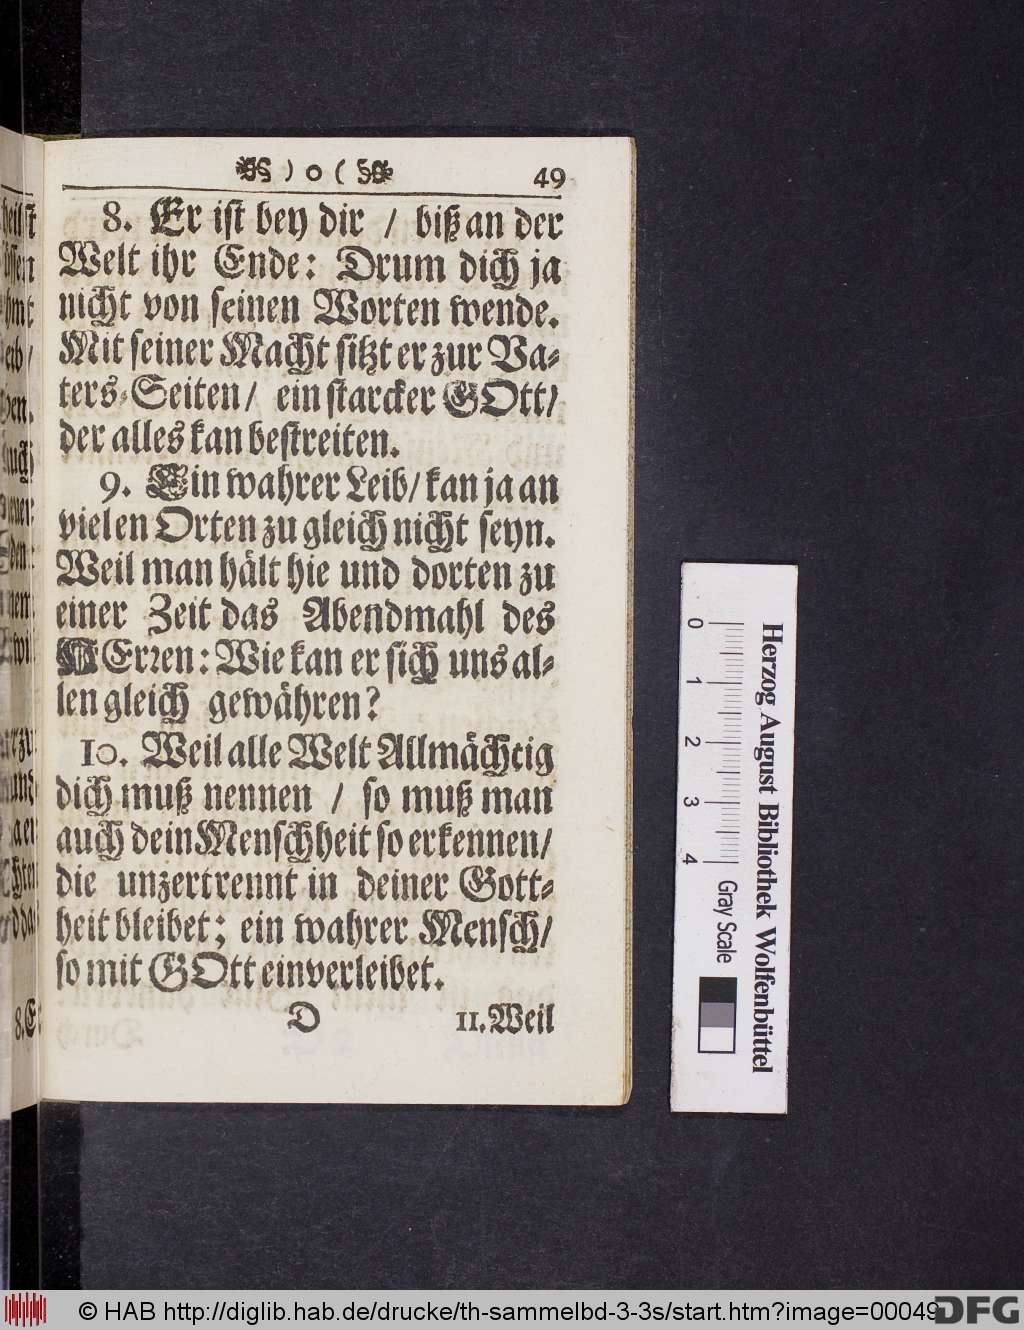 ) o ( 49
8. Er ist bey dir / biß an der
Welt ihr Ende: Drum dich ja
nicht von seinen Worten wende.
Mit seiner Macht sitzt er zur Va-
ters-Seiten / ein starcker GOtt /
der alles kan bestreiten.
9. Ein wahrer Leib / kan ja an
vielen Orten zu gleich nicht seyn.
Weil man hält hie und dorten zu
einer Zeit das Abendmahl des
HErren: Wie kan er sich uns al-
len gleich gewähren?
10. Weil alle Welt Allmächtig
dich muß nennen / so muß man
auch dein Menschheit so erkennen /
die unzertrennt in deiner Gott-
heit bleibet; ein wahrer Mensch /
so mit GOtt einverleibet.
D 11. Weil
0 1 2 3 4 Gray Scale
Herzog August Bibliothek Wolfenbüttel
© HAB http://diglib.hab.de/drucke/th-sammelbd-3-3s/start.htm?image=00049
DFG